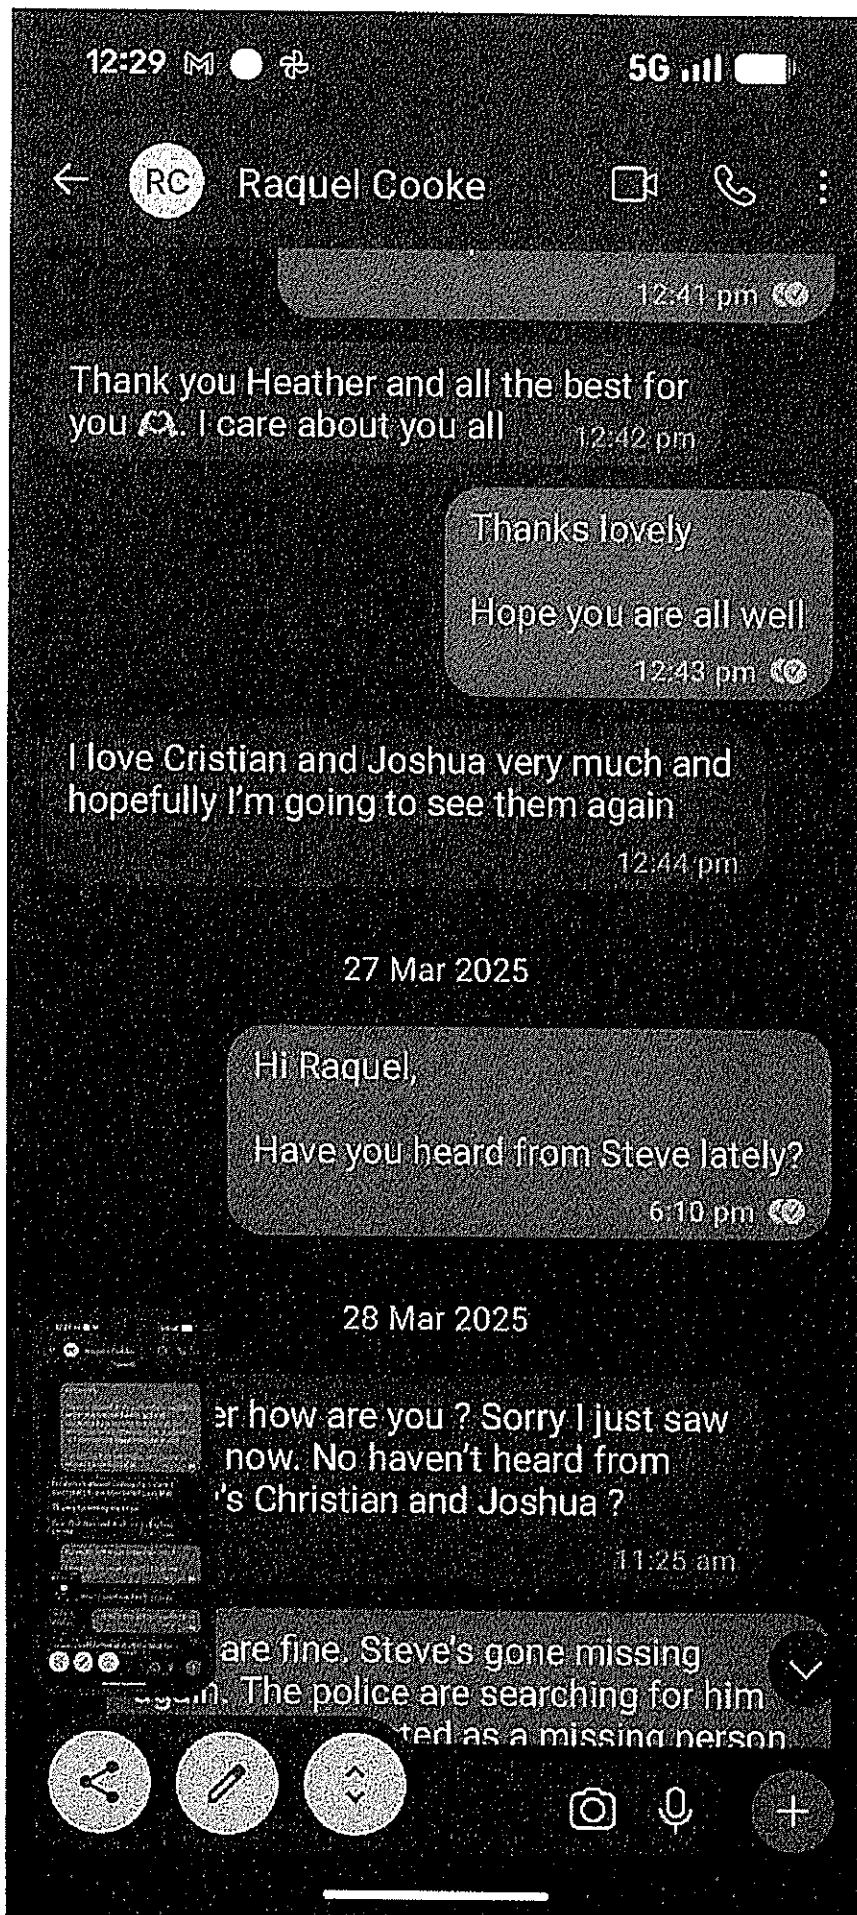 12:29 5G
RC Raquel Cooke
12:41 pm
Thank you Heather and all the best for
you 🫶. I care about you all 12:42 pm
Thanks lovely
Hope you are all well
12:43 pm
I love Cristian and Joshua very much and
hopefully I'm going to see them again
12:44 pm
27 Mar 2025
Hi Raquel,
Have you heard from Steve lately?
6:10 pm
28 Mar 2025
er how are you ? Sorry I just saw
now. No haven't heard from
's Christian and Joshua ?
11:25 am
are fine. Steve's gone missing
again. The police are searching for him
ted as a missing person